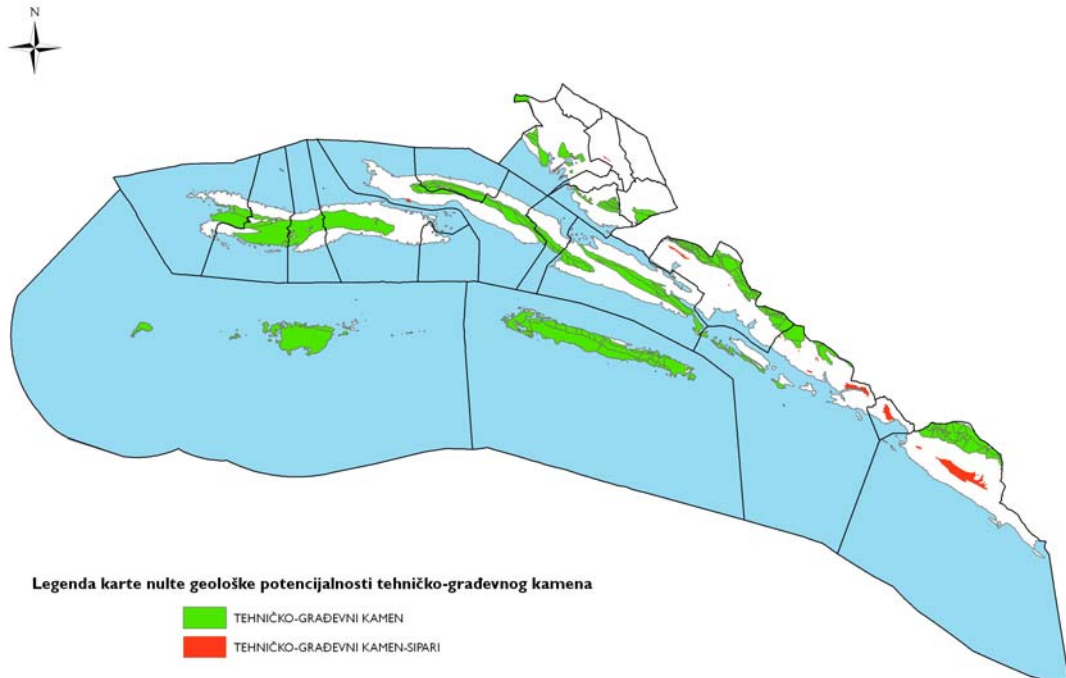 N
Legenda karte nulte geološke potencijalnosti tehničko-građevnog kamena
TEHNIČKO-GRAĐEVNI KAMEN
TEHNIČKO-GRAĐEVNI KAMEN-SIPARI